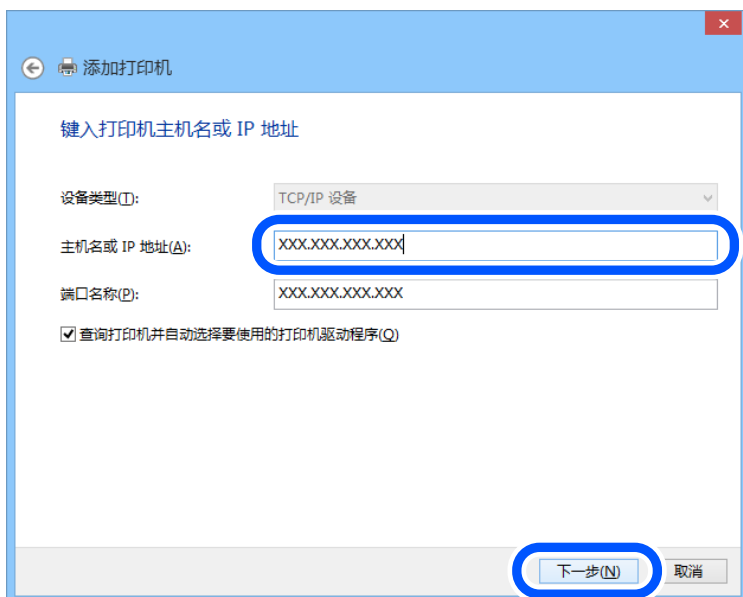 添加打印机
键入打印机主机名或 IP 地址
设备类型(T): TCP/IP 设备
主机名或 IP 地址(A): XXX.XXX.XXX.XXX
端口名称(P): XXX.XXX.XXX.XXX
查询打印机并自动选择要使用的打印机驱动程序(Q)
下一步(N) 取消